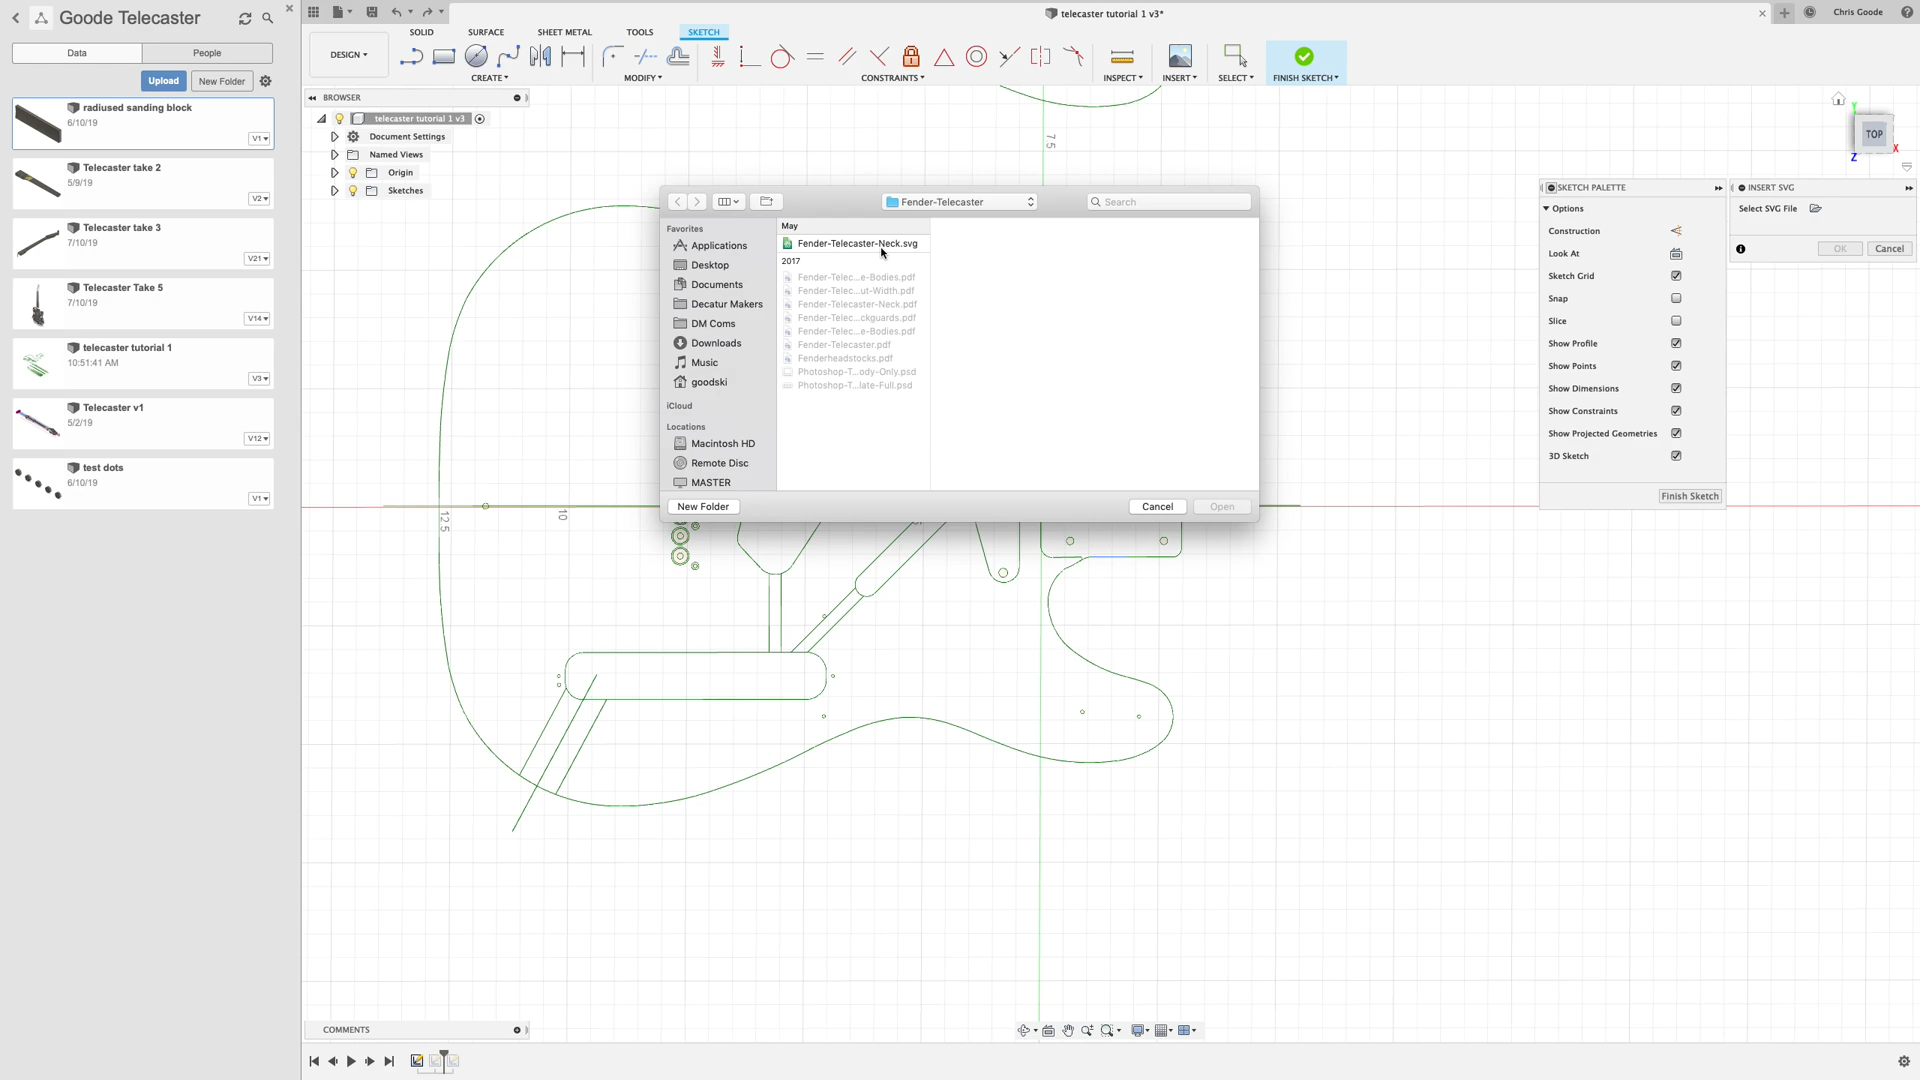 Goode Telecaster
Data
People
Upload
New Folder
radiused sanding block
6/10/19
V1
Telecaster take 2
5/9/19
V2
Telecaster take 3
7/10/19
V21
Telecaster Take 5
7/10/19
V14
telecaster tutorial 1
10:51:41 AM
V3
Telecaster v1
5/2/19
V12
test dots
6/10/19
V1
telecaster tutorial 1 v3*
Chris Goode
SOLID
SURFACE
SHEET METAL
TOOLS
SKETCH
DESIGN
CREATE
MODIFY
CONSTRAINTS
INSPECT
INSERT
SELECT
FINISH SKETCH
BROWSER
telecaster tutorial 1 v3
Document Settings
Named Views
Origin
Sketches
7.5
12.5
10
TOP
Y
X
Z
Fender-Telecaster
Search
Favorites
Applications
Desktop
Documents
Decatur Makers
DM Coms
Downloads
Music
goodski
iCloud
Locations
Macintosh HD
Remote Disc
MASTER
May
Fender-Telecaster-Neck.svg
2017
Fender-Telec...e-Bodies.pdf
Fender-Telec...ut-Width.pdf
Fender-Telecaster-Neck.pdf
Fender-Telec...ckguards.pdf
Fender-Telec...e-Bodies.pdf
Fender-Telecaster.pdf
Fenderheadstocks.pdf
Photoshop-T...ody-Only.psd
Photoshop-T...late-Full.psd
New Folder
Cancel
Open
SKETCH PALETTE
Options
Construction
Look At
Sketch Grid
Snap
Slice
Show Profile
Show Points
Show Dimensions
Show Constraints
Show Projected Geometries
3D Sketch
Finish Sketch
INSERT SVG
Select SVG File
OK
Cancel
COMMENTS